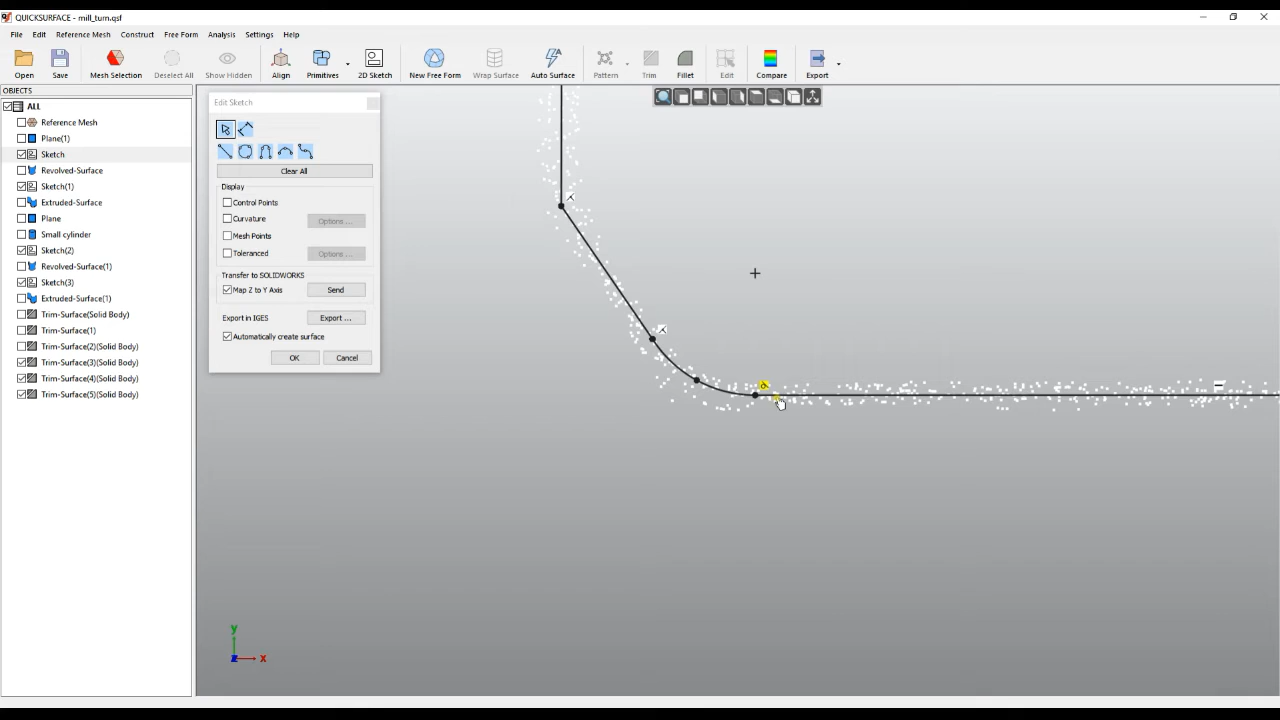 QUICKSURFACE - mill_turn.qsf
File Edit Reference Mesh Construct Free Form Analysis Settings Help
Open Save Mesh Selection Deselect All Show Hidden Align Primitives 2D Sketch New Free Form Wrap Surface Auto Surface Pattern Trim Fillet Edit Compare Export
OBJECTS
ALL
Reference Mesh
Plane(1)
Sketch
Revolved-Surface
Sketch(1)
Extruded-Surface
Plane
Small cylinder
Sketch(2)
Revolved-Surface(1)
Sketch(3)
Extruded-Surface(1)
Trim-Surface(Solid Body)
Trim-Surface(1)
Trim-Surface(2)(Solid Body)
Trim-Surface(3)(Solid Body)
Trim-Surface(4)(Solid Body)
Trim-Surface(5)(Solid Body)
Edit Sketch
Clear All
Display
Control Points
Curvature Options ...
Mesh Points
Toleranced Options ...
Transfer to SOLIDWORKS
Map Z to Y Axis Send
Export in IGES Export ...
Automatically create surface
OK Cancel
y
z x